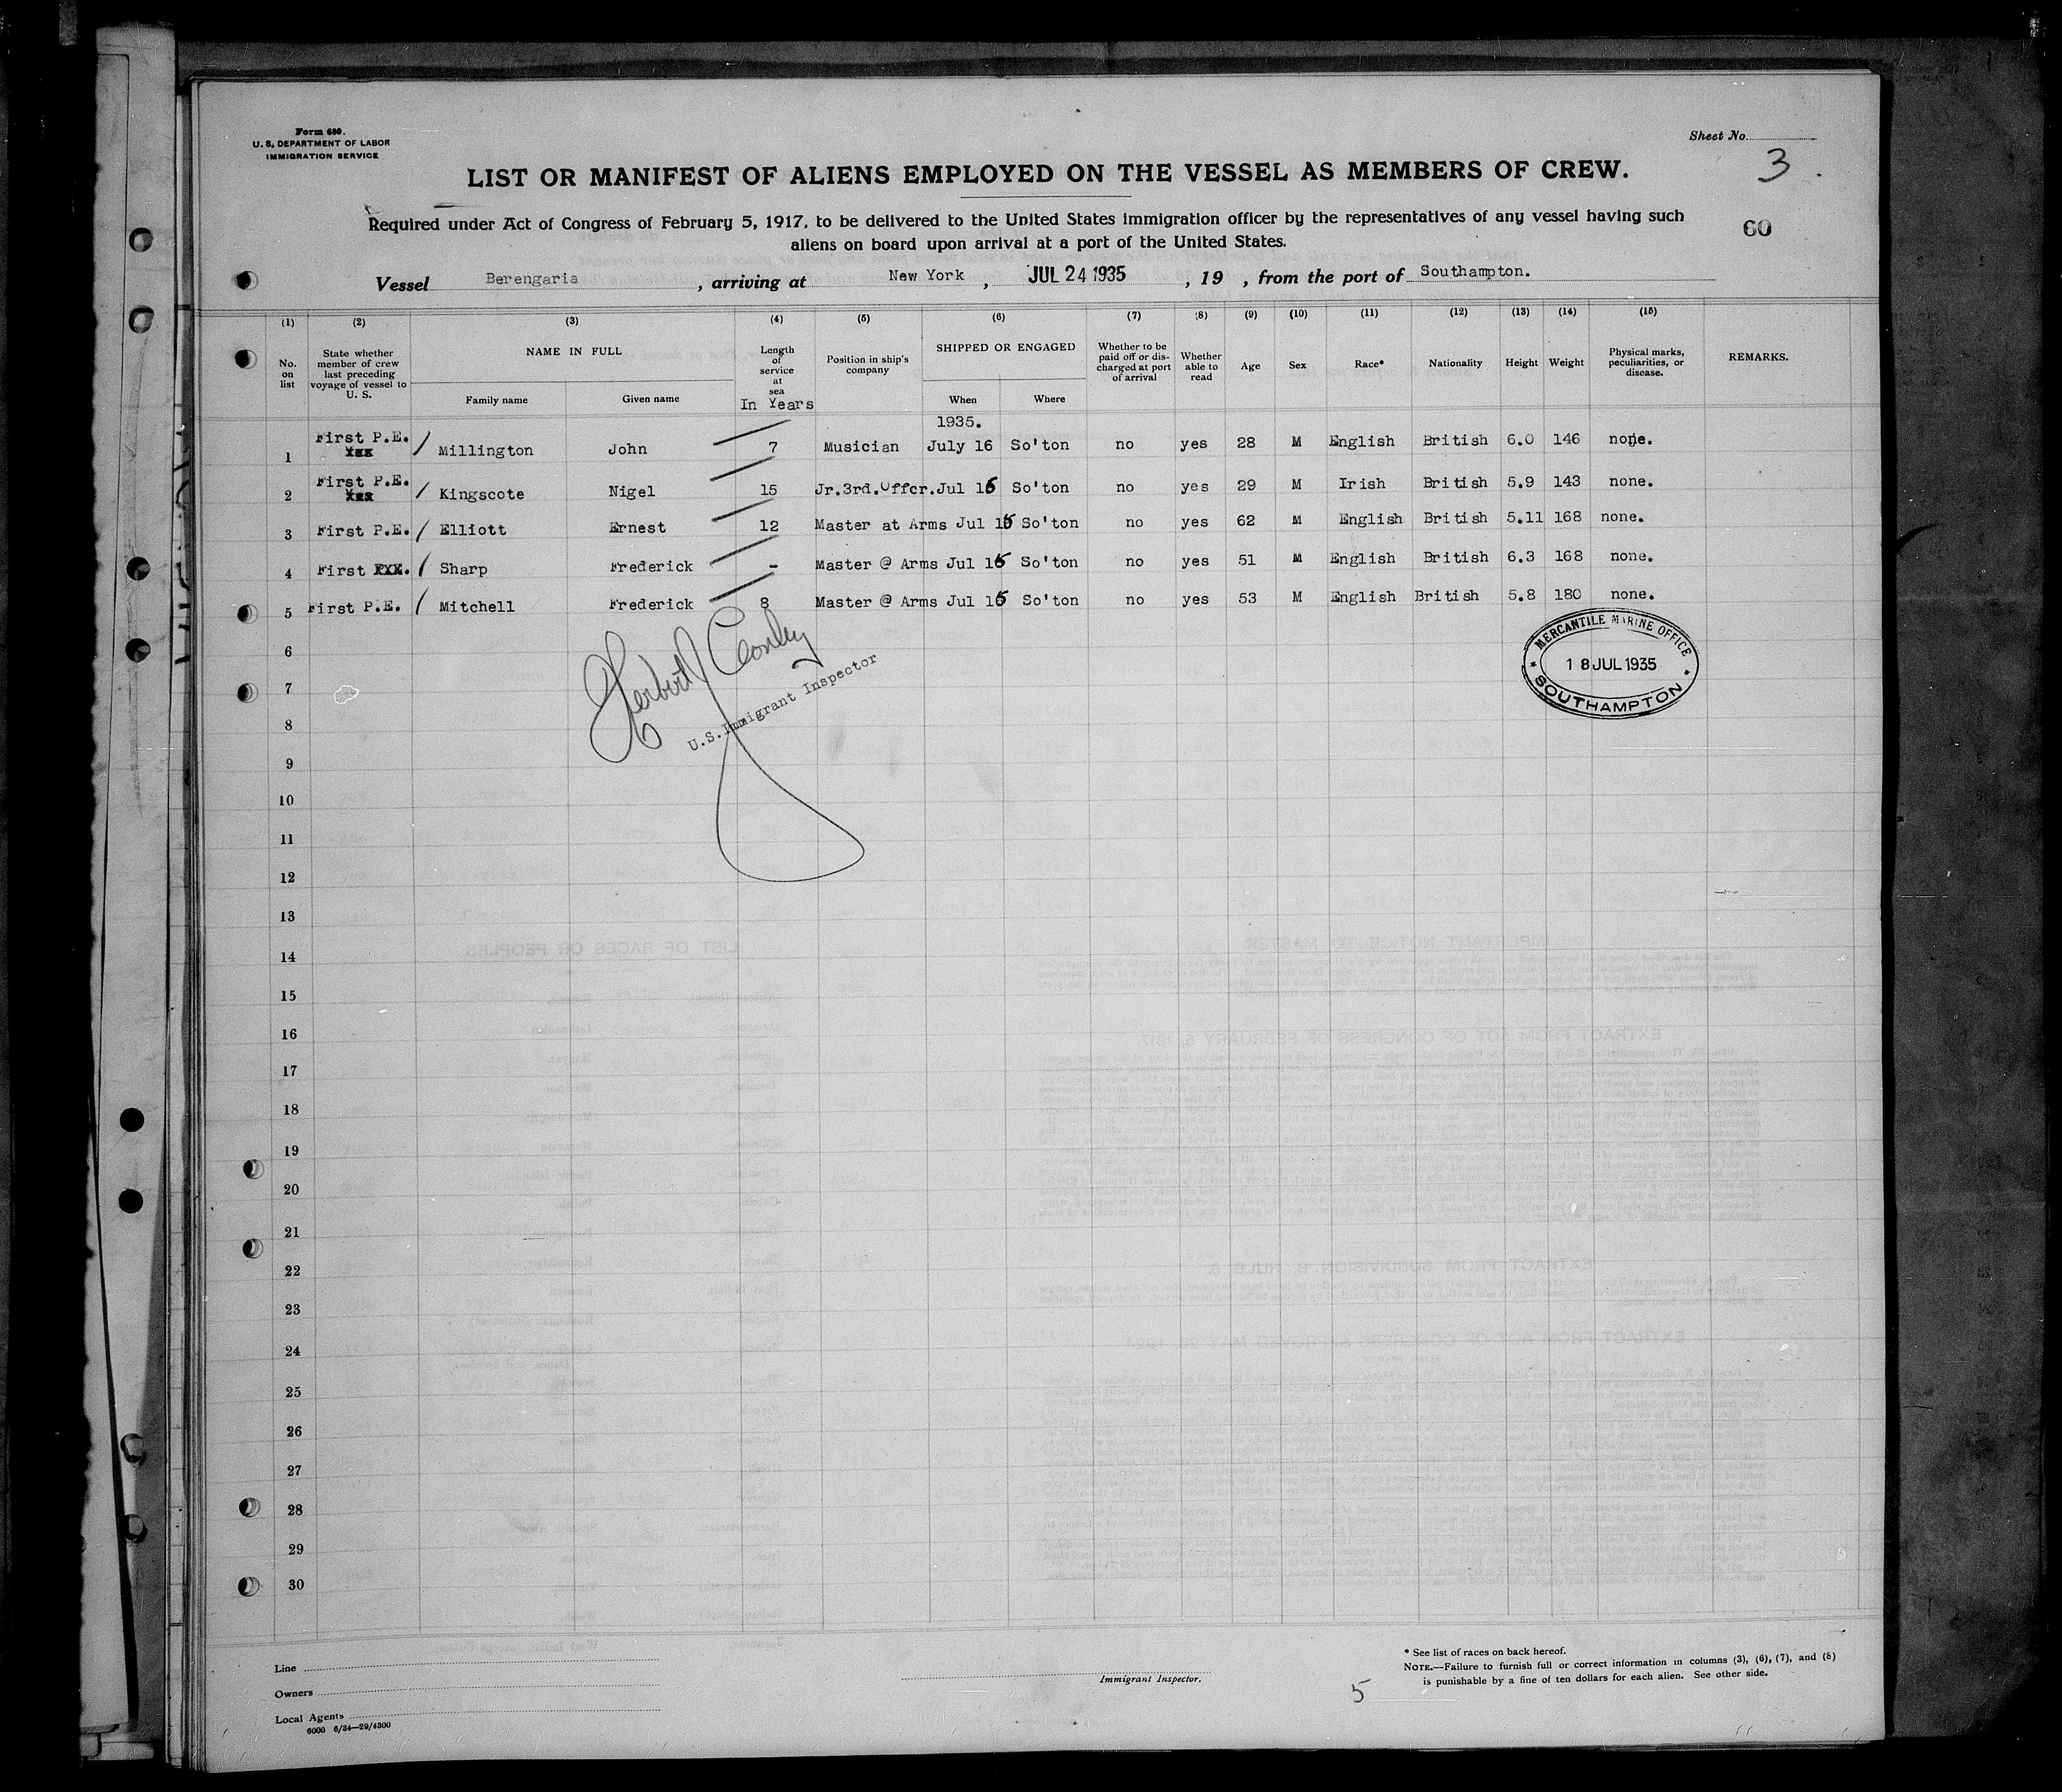 Form 680.
U. S. DEPARTMENT OF LABOR
IMMIGRATION SERVICE
Sheet No.
3
LIST OR MANIFEST OF ALIENS EMPLOYED ON THE VESSEL AS MEMBERS OF CREW.
Required under Act of Congress of February 5, 1917, to be delivered to the United States immigration officer by the representatives of any vessel having such
aliens on board upon arrival at a port of the United States.
60
Vessel Berengaria , arriving at New York , JUL 24 1935 , 19 , from the port of Southampton.
(1) (2) (3) (4) (5) (6) (7) (8) (9) (10) (11) (12) (13) (14) (15)
No. on list
State whether member of crew last preceding voyage of vessel to U. S.
NAME IN FULL
Family name
Given name
Length of service at sea
In Years
Position in ship's company
SHIPPED OR ENGAGED
When
Where
Whether to be paid off or discharged at port of arrival
Whether able to read
Age
Sex
Race*
Nationality
Height
Weight
Physical marks, peculiarities, or disease.
REMARKS.
1935.
1 First P.E. / Millington John 7 Musician July 16 So'ton no yes 28 M English British 6.0 146 none.
2 First P.E. / Kingscote Nigel 15 Jr.3rd.Offcr. Jul 16 So'ton no yes 29 M Irish British 5.9 143 none.
3 First P.E. / Elliott Ernest 12 Master at Arms Jul 16 So'ton no yes 62 M English British 5.11 168 none.
4 First / Sharp Frederick - Master @ Arms Jul 16 So'ton no yes 51 M English British 6.3 168 none.
5 First P.E. / Mitchell Frederick 8 Master @ Arms Jul 16 So'ton no yes 53 M English British 5.8 180 none.
MERCANTILE MARINE OFFICE
18 JUL 1935
SOUTHAMPTON
U.S. Immigrant Inspector
6
7
8
9
10
11
12
13
14
15
16
17
18
19
20
21
22
23
24
25
26
27
28
29
30
Line
Owners
Local Agents
6000 6/34—29/4300
Immigrant Inspector.
5
* See list of races on back hereof.
NOTE.—Failure to furnish full or correct information in columns (3), (6), (7), and (8)
is punishable by a fine of ten dollars for each alien. See other side.